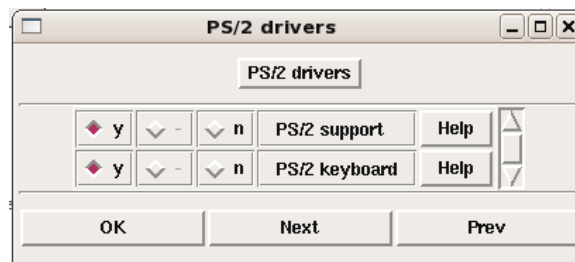 PS/2 drivers
PS/2 drivers
y - n PS/2 support Help
y - n PS/2 keyboard Help
OK Next Prev